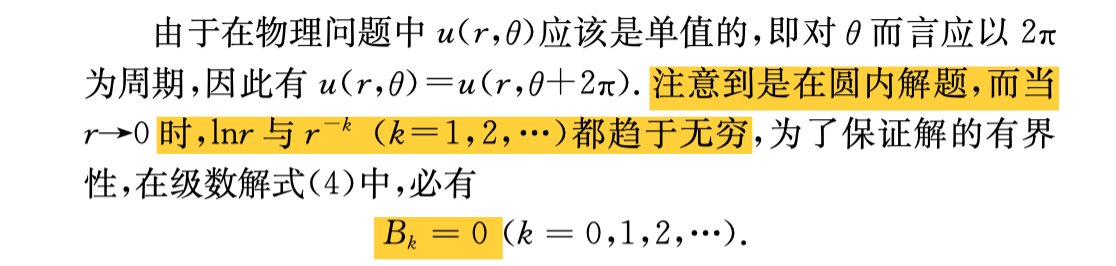 由于在物理问题中 u(r,θ)应该是单值的,即对 θ 而言应以 2π
为周期,因此有 u(r,θ)=u(r,θ+2π). 注意到是在圆内解题,而当
r→0 时,lnr 与 r⁻ᵏ (k=1,2,⋯)都趋于无穷,为了保证解的有界
性,在级数解式(4)中,必有
Bₖ = 0 (k = 0,1,2,⋯).